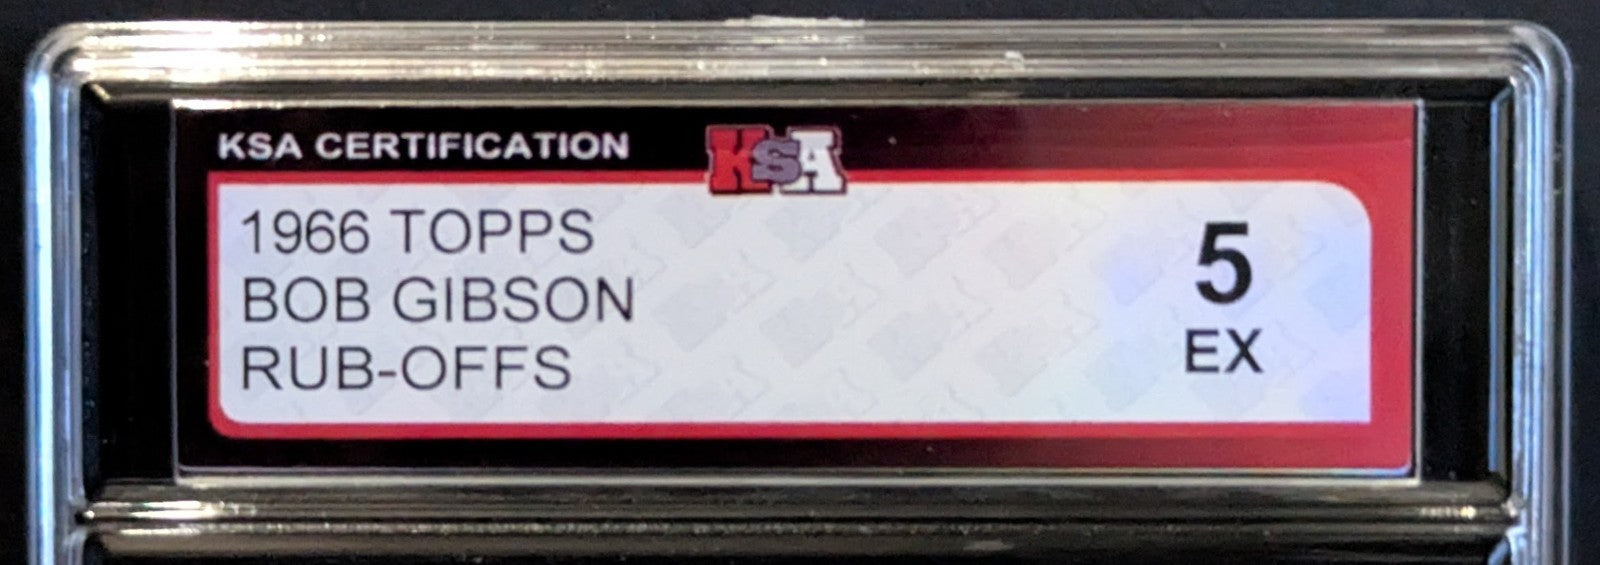 KSA CERTIFICATION
KSA
1966 TOPPS
BOB GIBSON
RUB-OFFS
5
EX